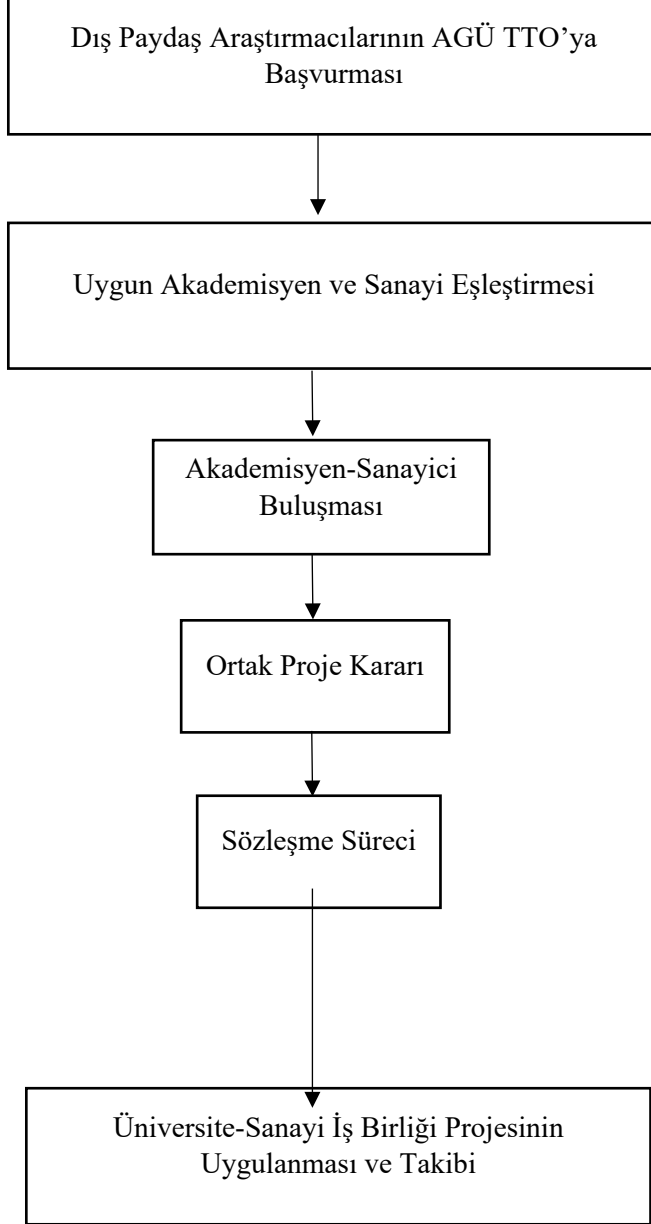 Dış Paydaş Araştırmacılarının AGÜ TTO’ya
Başvurması
Uygun Akademisyen ve Sanayi Eşleştirmesi
Akademisyen-Sanayici
Buluşması
Ortak Proje Kararı
Sözleşme Süreci
Üniversite-Sanayi İş Birliği Projesinin
Uygulanması ve Takibi